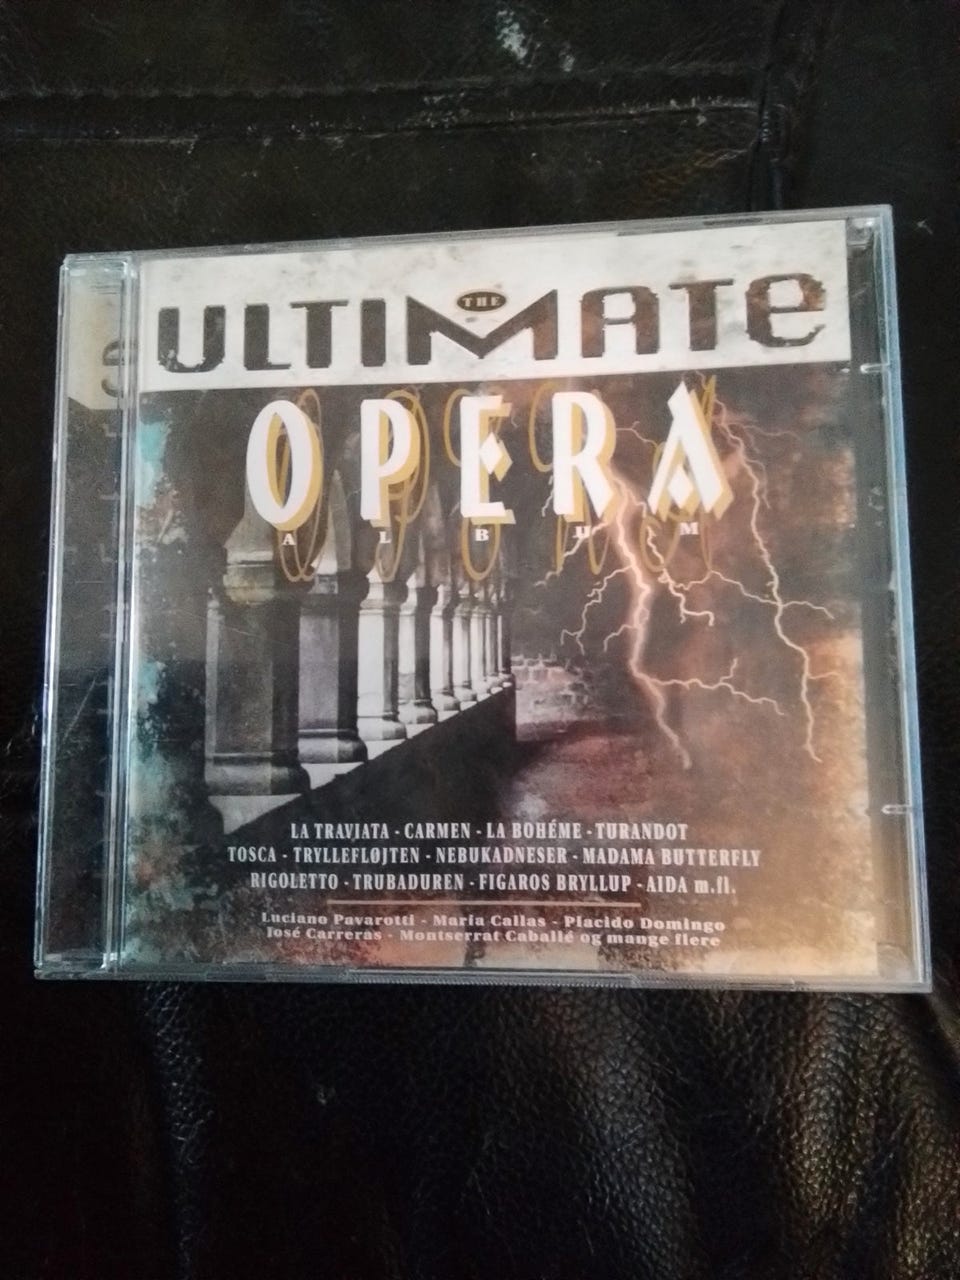 THE
ULTIMATE
OPERA
ALBUM
LA TRAVIATA - CARMEN - LA BOHÉME - TURANDOT
TOSCA - TRYLLEFLØJTEN - NEBUKADNESER - MADAMA BUTTERFLY
RIGOLETTO - TRUBADUREN - FIGAROS BRYLLUP - AIDA m.fl.
Luciano Pavarotti - Maria Callas - Placido Domingo
José Carreras - Montserrat Caballé og mange flere